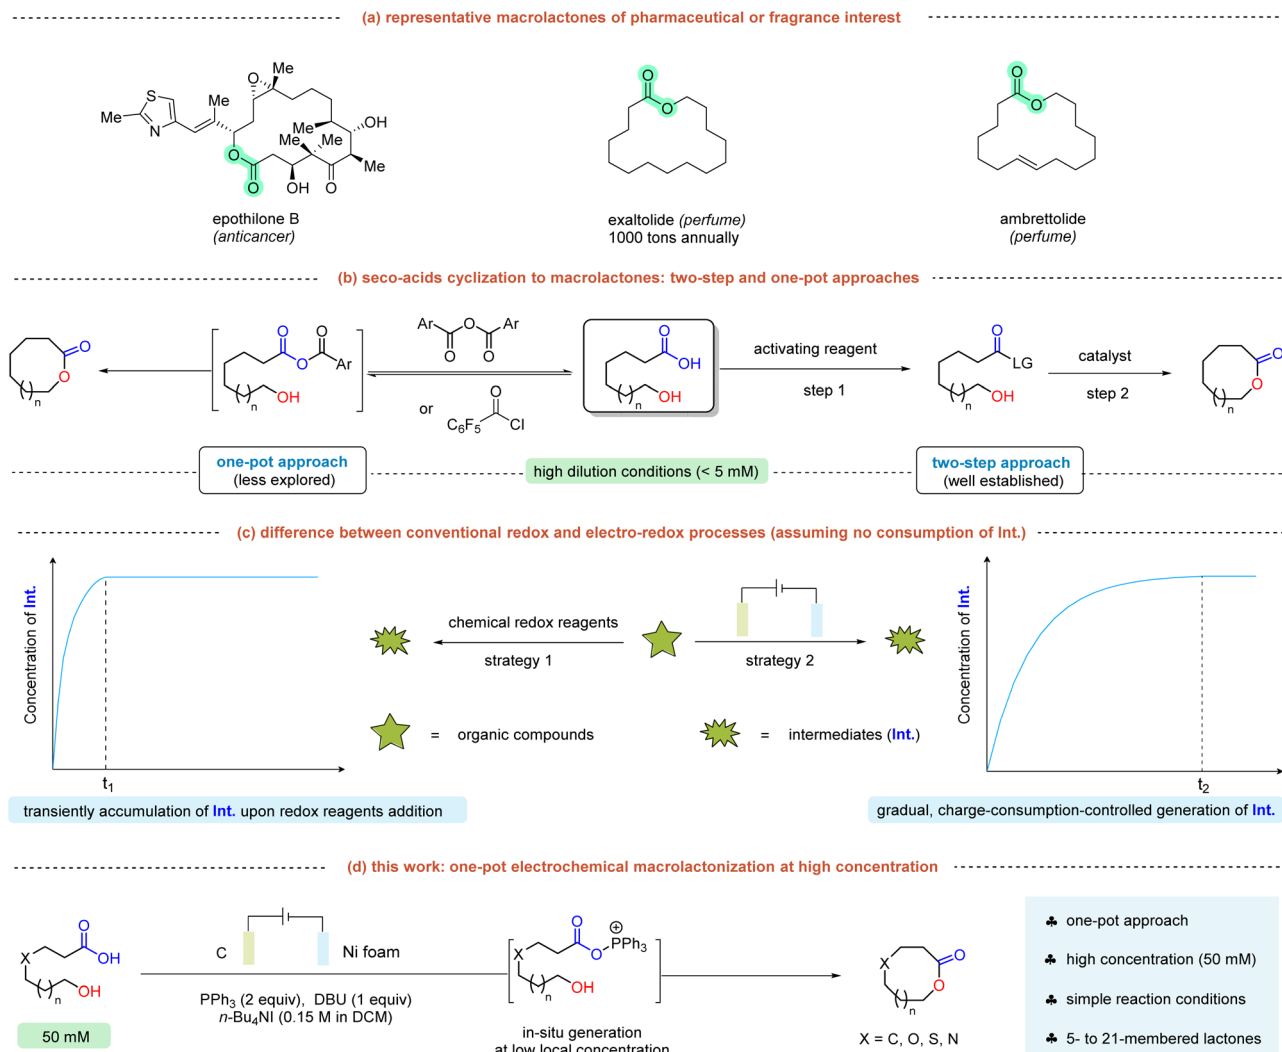 (a) representative macrolactones of pharmaceutical or fragrance interest
O Me
S
Me
Me
N
O
O
Me
Me Me
OH
Me
OH O
epothilone B
(anticancer)
O
O
exaltolide (perfume)
1000 tons annually
O
O
ambrettolide
(perfume)
(b) seco-acids cyclization to macrolactones: two-step and one-pot approaches
O
O
( )n
O O
O Ar
OH
( )n
Ar O Ar
O O
or
O
C6F5 Cl
O
OH
OH
( )n
activating reagent
step 1
O
LG
OH
( )n
catalyst
step 2
O
O
( )n
one-pot approach
(less explored)
high dilution conditions (< 5 mM)
two-step approach
(well established)
(c) difference between conventional redox and electro-redox processes (assuming no consumption of Int.)
Concentration of Int.
t1
transiently accumulation of Int. upon redox reagents addition
chemical redox reagents
strategy 1
strategy 2
= organic compounds
= intermediates (Int.)
Concentration of Int.
t2
gradual, charge-consumption-controlled generation of Int.
(d) this work: one-pot electrochemical macrolactonization at high concentration
O
X OH
OH
( )n
50 mM
C Ni foam
PPh3 (2 equiv), DBU (1 equiv)
n-Bu4NI (0.15 M in DCM)
O ⊕
X O PPh3
OH
( )n
in-situ generation
at low local concentration
X O
O
( )n
X = C, O, S, N
♣ one-pot approach
♣ high concentration (50 mM)
♣ simple reaction conditions
♣ 5- to 21-membered lactones